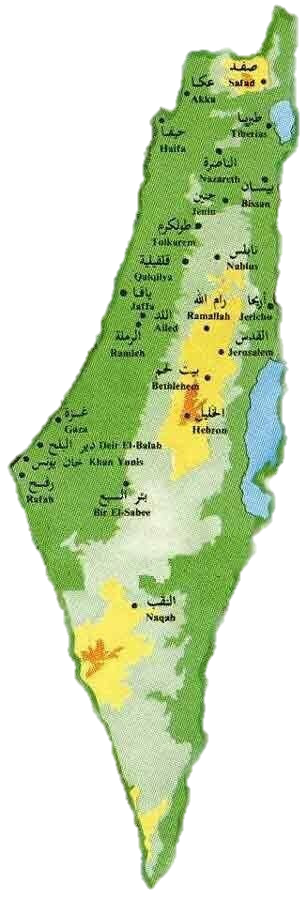 صفد
Safad
عكا
Akka
طبريا
Tiberias
حيفا
Haifa
الناصرة
Nazareth
بيسان
Bissan
جنين
Jenin
طولكرم
Tolkarem
نابلس
Nablus
قلقيلية
Qalqilya
يافا
Jaffa
رام الله
Ramallah
أريحا
Jericho
اللد
Alled
الرملة
Ramleh
القدس
Jerusalem
بيت لحم
Bethlehem
الخليل
Hebron
غزة
Gaza
دير البلح Deir El-Balah
خان يونس Khan Yunis
رفح
Rafah
بئر السبع
Bir El-Sabee
النقب
Naqab